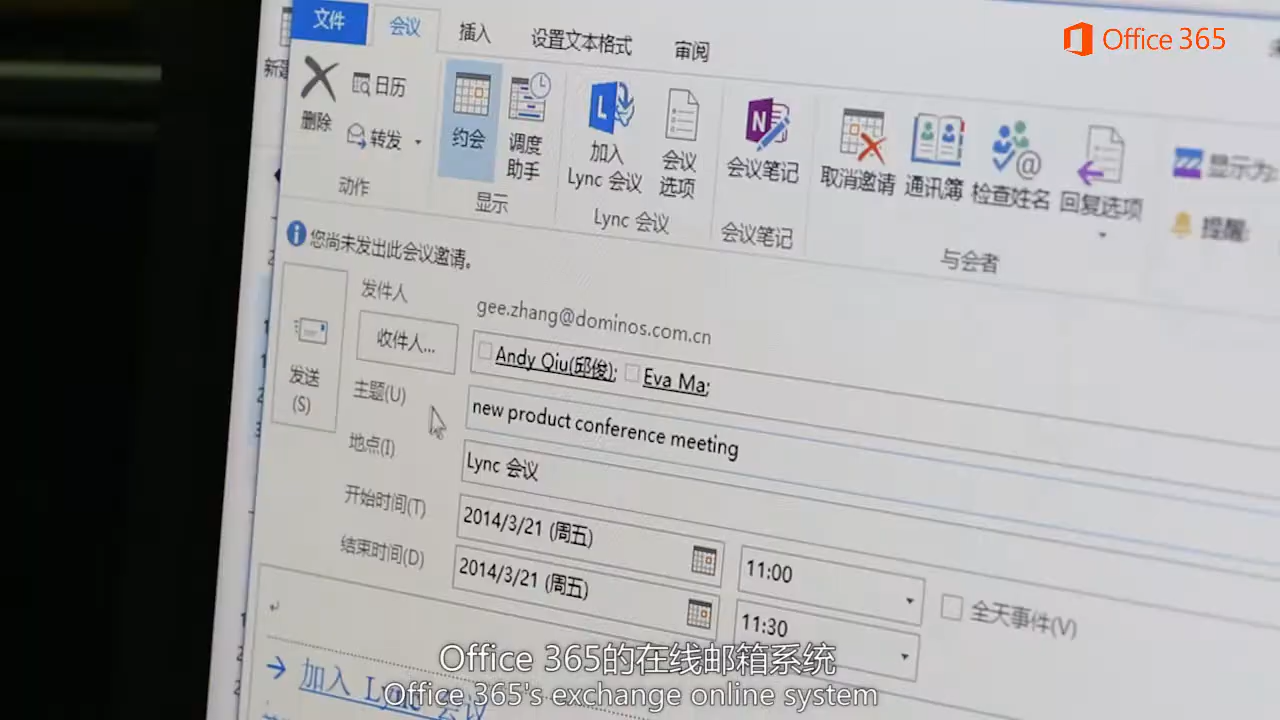 Office 365
文件 会议 插入 设置文本格式 审阅
删除
日历
转发
动作
约会
调度
助手
显示
加入
Lync 会议
会议
选项
Lync 会议
会议笔记
会议笔记
取消邀请
通讯簿
检查姓名
回复选项
与会者
显示为:
提醒:
您尚未发出此会议邀请。
发件人 gee.zhang@dominos.com.cn
收件人... Andy Qiu(邱俊); Eva Ma;
发送
(S)
主题(U) new product conference meeting
地点(I) Lync 会议
开始时间(T) 2014/3/21 (周五) 11:00 全天事件(V)
结束时间(D) 2014/3/21 (周五) 11:30
加入 Lync 会议
Office 365的在线邮箱系统
Office 365's exchange online system